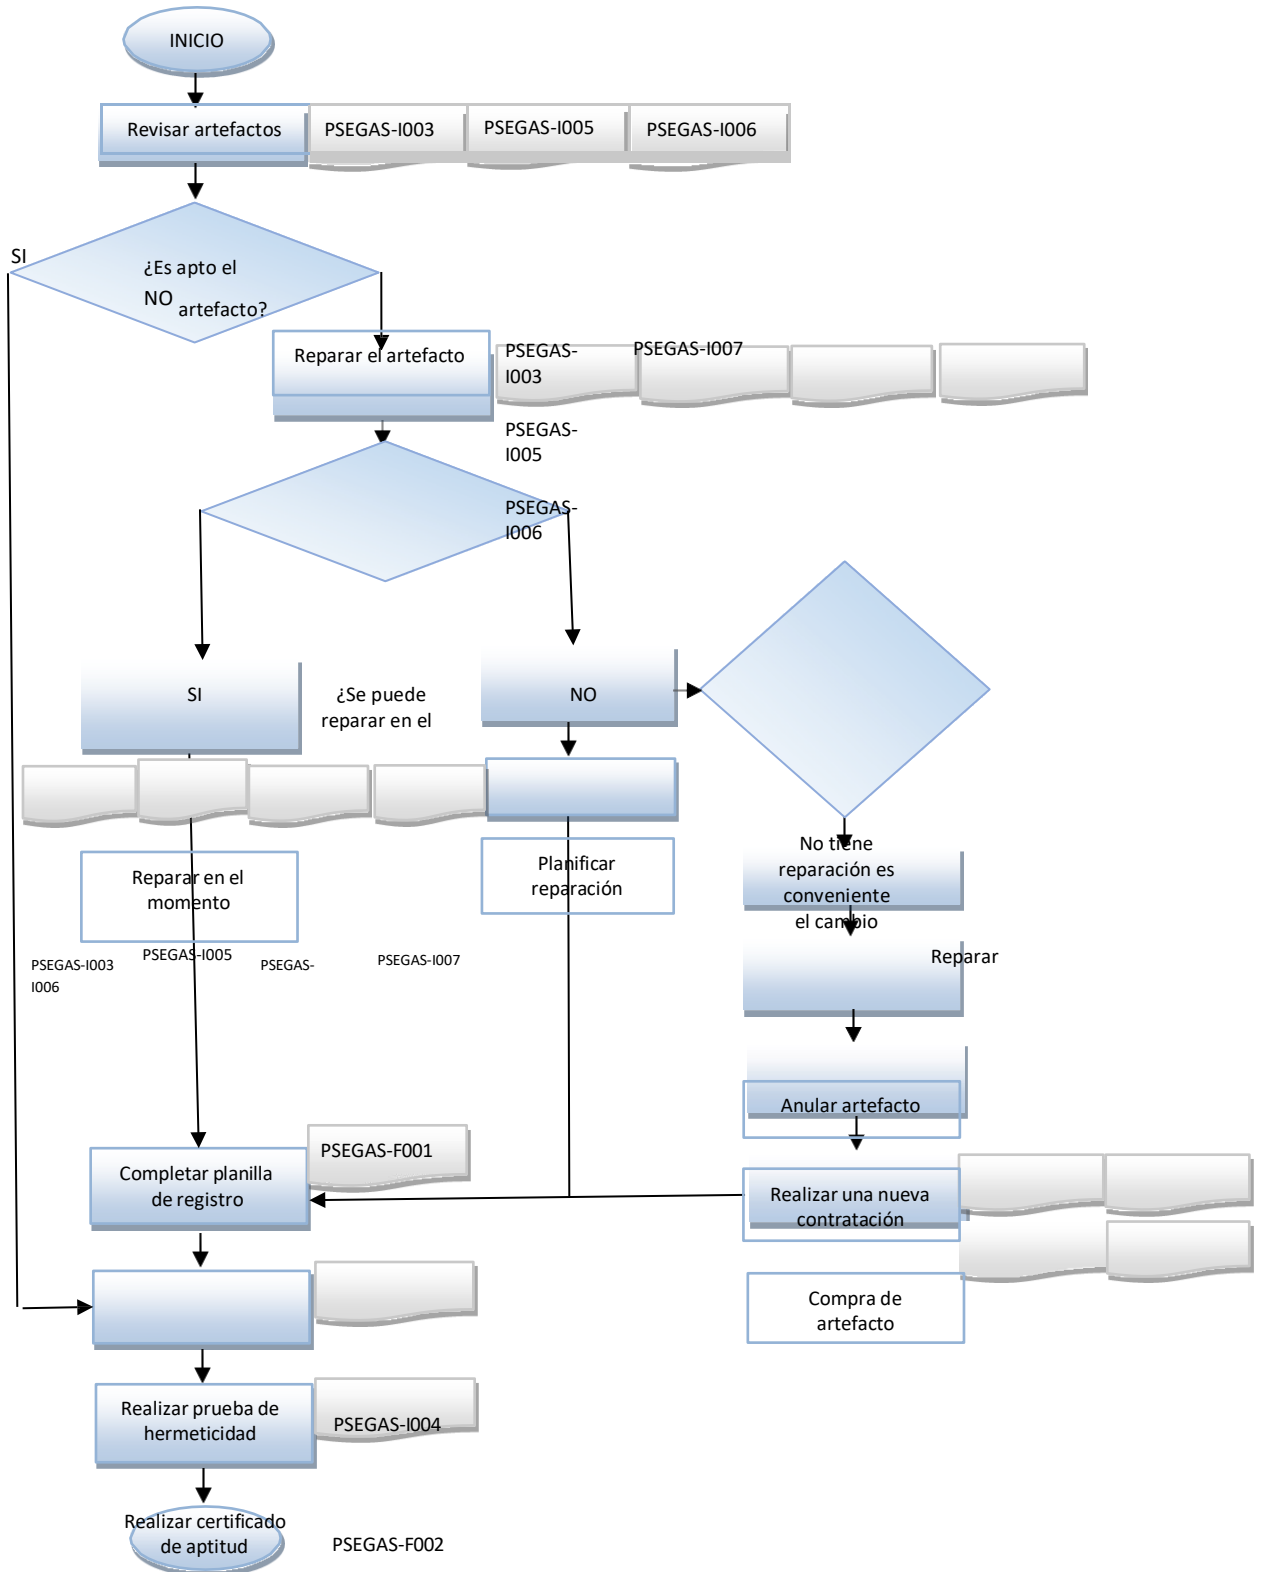 INICIO
Revisar artefactos
PSEGAS-I003
PSEGAS-I005
PSEGAS-I006
SI
¿Es apto el
NO
artefacto?
Reparar el artefacto
PSEGAS-
I003
PSEGAS-I007
PSEGAS-
I005
PSEGAS-
I006
SI
¿Se puede
reparar en el
NO
No tiene
reparación es
conveniente
el cambio
Reparar en el
momento
Planificar
reparación
PSEGAS-I003
I006
PSEGAS-I005
PSEGAS-
PSEGAS-I007
Reparar
Anular artefacto
PSEGAS-F001
Completar planilla
de registro
Realizar una nueva
contratación
Compra de
artefacto
Realizar prueba de
hermeticidad
PSEGAS-I004
Realizar certificado
de aptitud
PSEGAS-F002